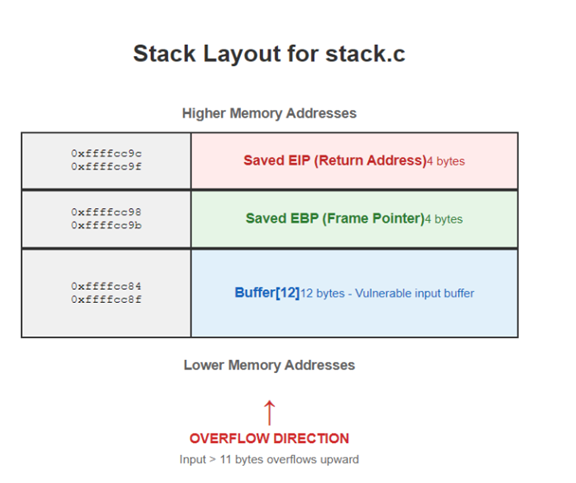 Stack Layout for stack.c
Higher Memory Addresses
0xffffcc9c
0xffffcc9f
Saved EIP (Return Address)4 bytes
0xffffcc98
0xffffcc9b
Saved EBP (Frame Pointer)4 bytes
0xffffcc84
0xffffcc8f
Buffer[12]12 bytes - Vulnerable input buffer
Lower Memory Addresses
↑
OVERFLOW DIRECTION
Input > 11 bytes overflows upward